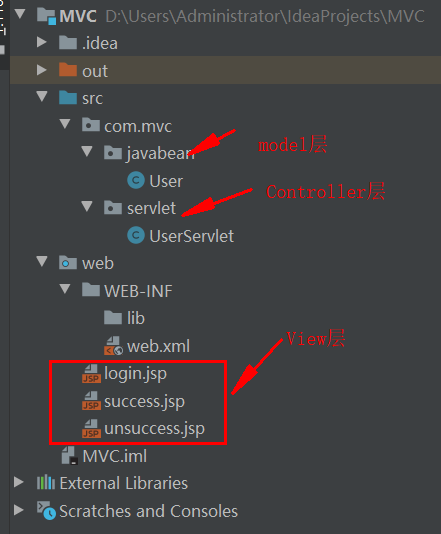 MVC D:\Users\Administrator\IdeaProjects\MVC
.idea
out
src
com.mvc
javabean
model层
User
Controller层
servlet
UserServlet
web
WEB-INF
lib
View层
web.xml
login.jsp
success.jsp
unsuccess.jsp
MVC.iml
External Libraries
Scratches and Consoles